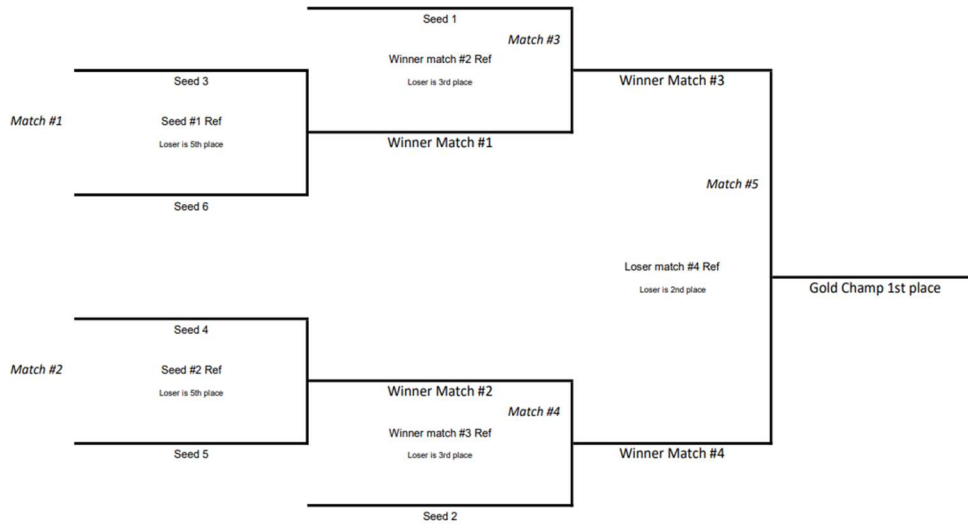 Seed 1
Match #3
Winner match #2 Ref
Loser is 3rd place
Seed 3
Winner Match #3
Match #1
Seed #1 Ref
Loser is 5th place
Winner Match #1
Match #5
Seed 6
Loser match #4 Ref
Loser is 2nd place
Gold Champ 1st place
Seed 4
Match #2
Seed #2 Ref
Loser is 5th place
Winner Match #2
Match #4
Winner match #3 Ref
Loser is 3rd place
Seed 5
Winner Match #4
Seed 2